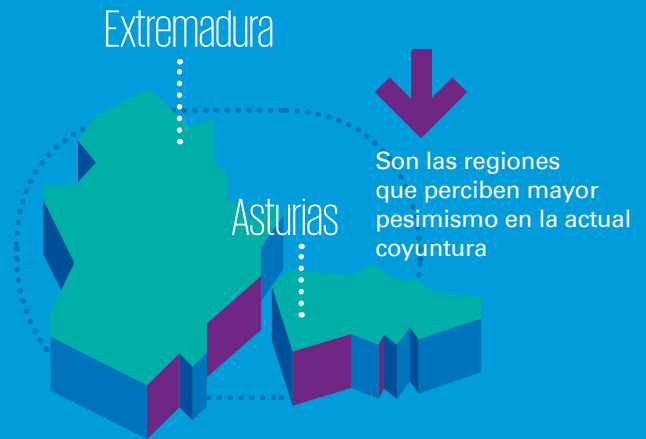 Extremadura
Asturias
Son las regiones
que perciben mayor
pesimismo en la actual
coyuntura